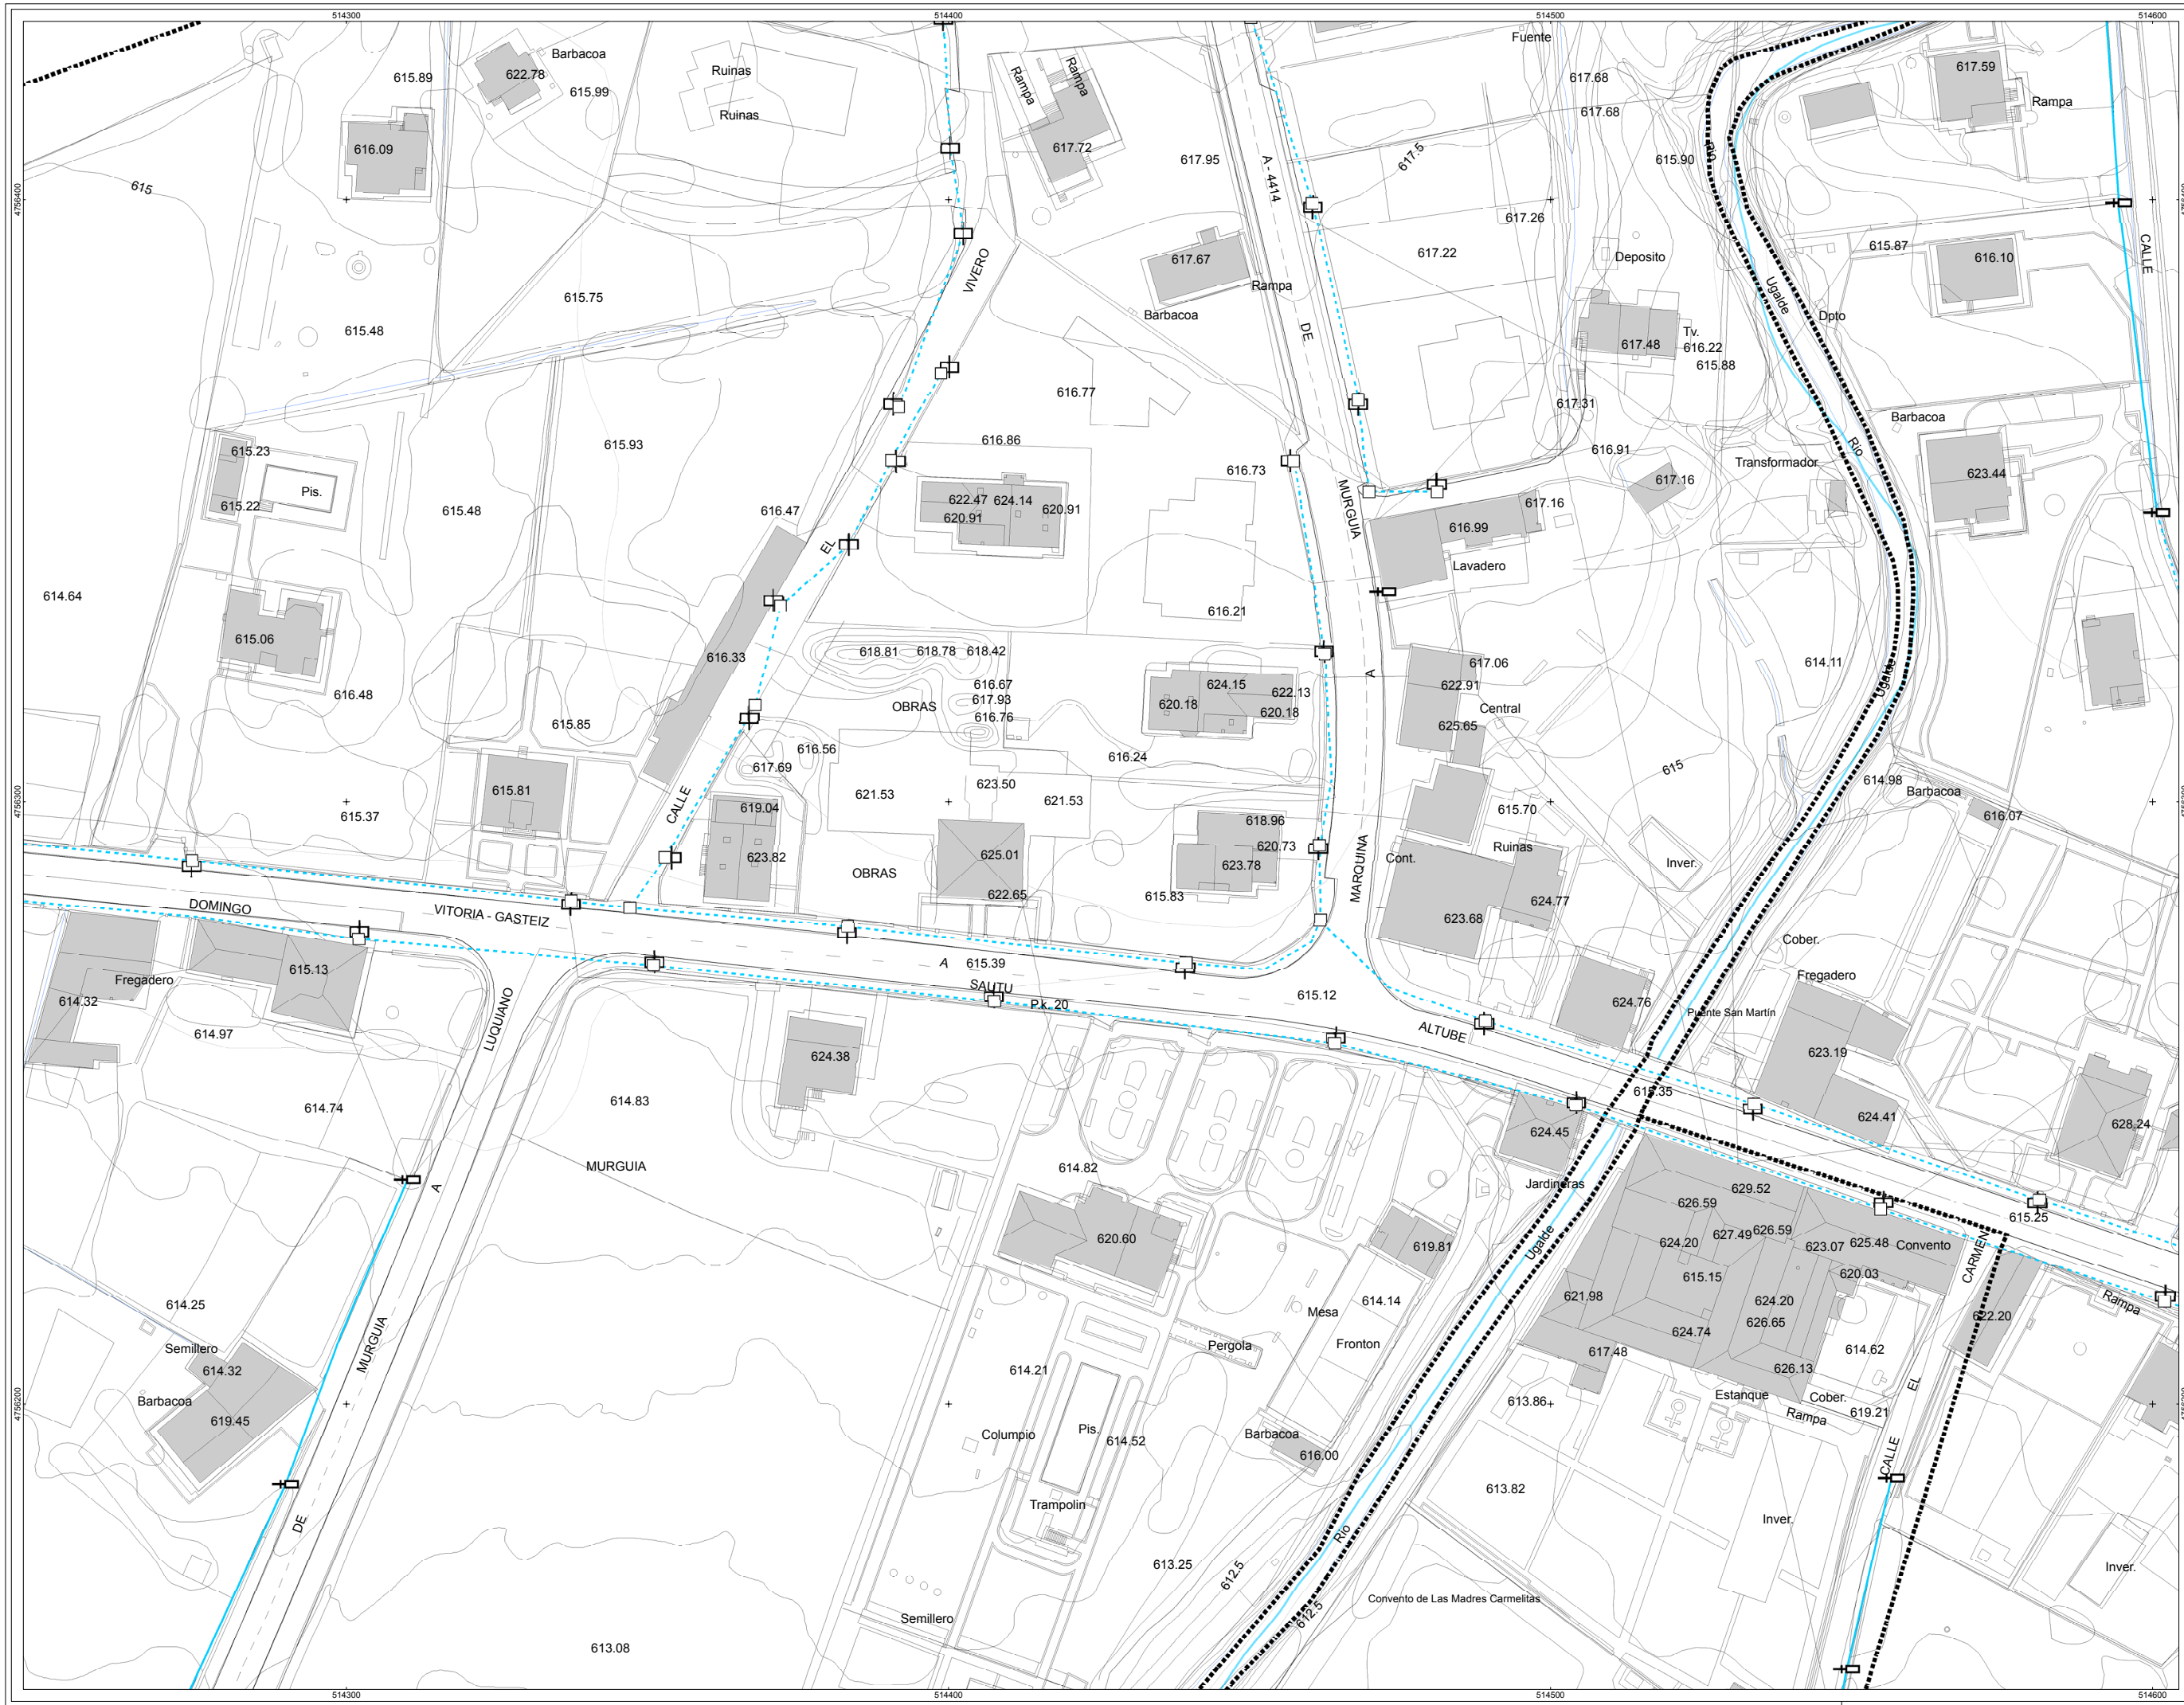 514300
514400
514500
514600
4756400
4756300
4756200
Barbacoa
615.89
622.78
615.99
Ruinas
Ruinas
616.09
615
Rampa
Rampa
617.72
617.95
A - 4414
Fuente
617.68
617.68
617.5
615.90
Rio
617.59
Rampa
617.26
617.22
617.67
Rampa
Barbacoa
Deposito
Ugalde
Dpto
615.87
616.10
CALLE
VIVERO
615.75
615.48
DE
617.48
Tv.
616.22
615.88
616.77
617.31
Barbacoa
616.86
616.91
Rio
615.93
615.23
Pis.
615.22
615.48
616.47
EL
622.47
624.14
620.91
620.91
616.73
MURGUIA
617.16
616.99
617.16
Transformador
623.44
Lavadero
614.64
615.06
616.48
616.33
618.81
618.78
618.42
616.21
616.67
617.93
616.76
OBRAS
624.15
622.13
620.18
620.18
A
617.06
622.91
Central
625.65
614.11
Ugalde
615.85
616.56
617.69
616.24
615
614.98
Barbacoa
616.07
615.81
615.37
CALLE
619.04
623.82
621.53
623.50
621.53
625.01
622.65
OBRAS
618.96
620.73
623.78
615.83
MARQUINA
Cont.
615.70
Ruinas
Inver.
624.77
623.68
DOMINGO
VITORIA - GASTEIZ
A
615.39
SAUTU
P.k. 20
615.12
ALTUBE
615.13
Fregadero
614.32
614.97
LUQUIANO
624.76
Cober.
Fregadero
Puente San Martín
623.19
624.38
614.74
614.83
615.35
624.41
628.24
624.45
MURGUIA
A
614.82
620.60
Jardineras
629.52
626.59
627.49
626.59
624.20
623.07
625.48
Convento
615.25
619.81
Ugalde
615.15
620.03
CARMEN
614.25
Mesa
614.14
621.98
624.20
626.65
622.20
Rampa
Semillero
614.32
MURGUIA
Pergola
Fronton
624.74
617.48
614.62
626.13
614.21
Barbacoa
619.45
Columpio
Pis.
614.52
Barbacoa
616.00
613.86
Estanque
Cober.
Rampa
619.21
EL
CALLE
Trampolin
DE
613.82
Inver.
Rio
613.25
612.5
612.5
Inver.
Convento de Las Madres Carmelitas
Semillero
613.08
514300
514400
514500
514600